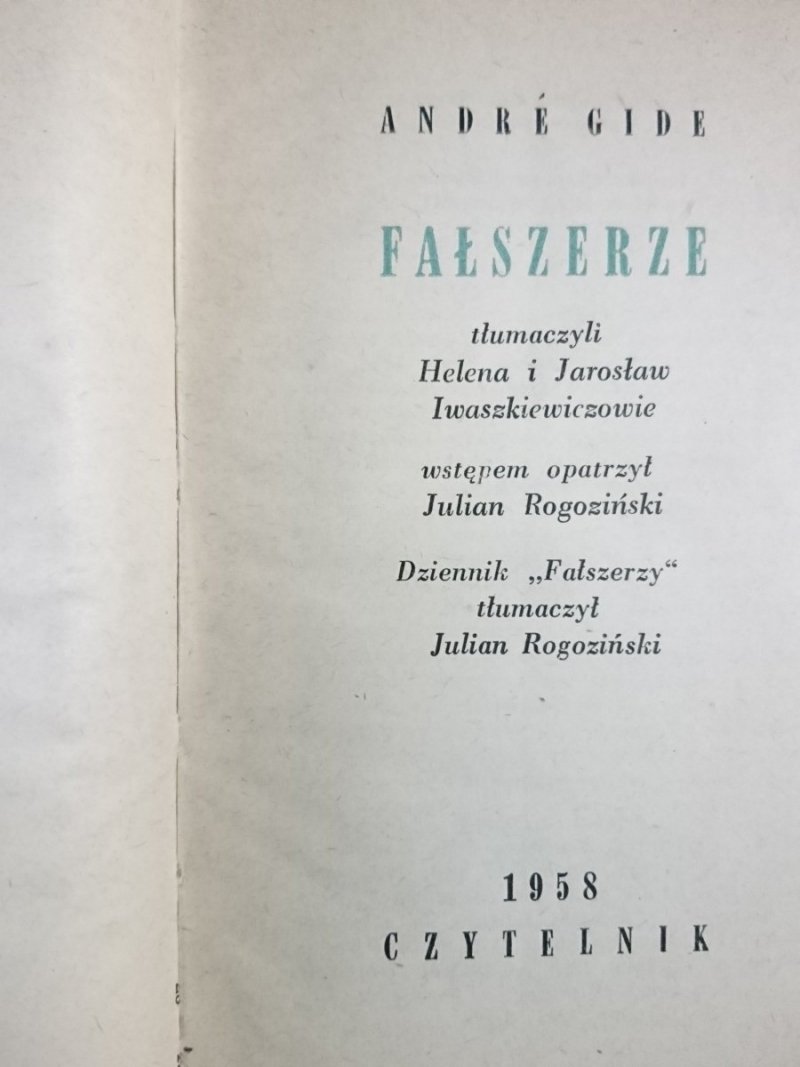 ANDRÉ GIDE
FAŁSZERZE
tłumaczyli
Helena i Jarosław
Iwaszkiewiczowie
wstępem opatrzył
Julian Rogoziński
Dziennik „Fałszerzy“
tłumaczył
Julian Rogoziński
1958
CZYTELNIK